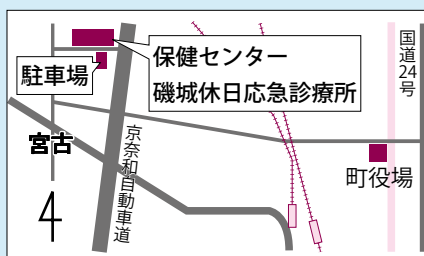 保健センター
磯城休日応急診療所
駐車場
宮古
京奈和自動車道
国道24号
町役場